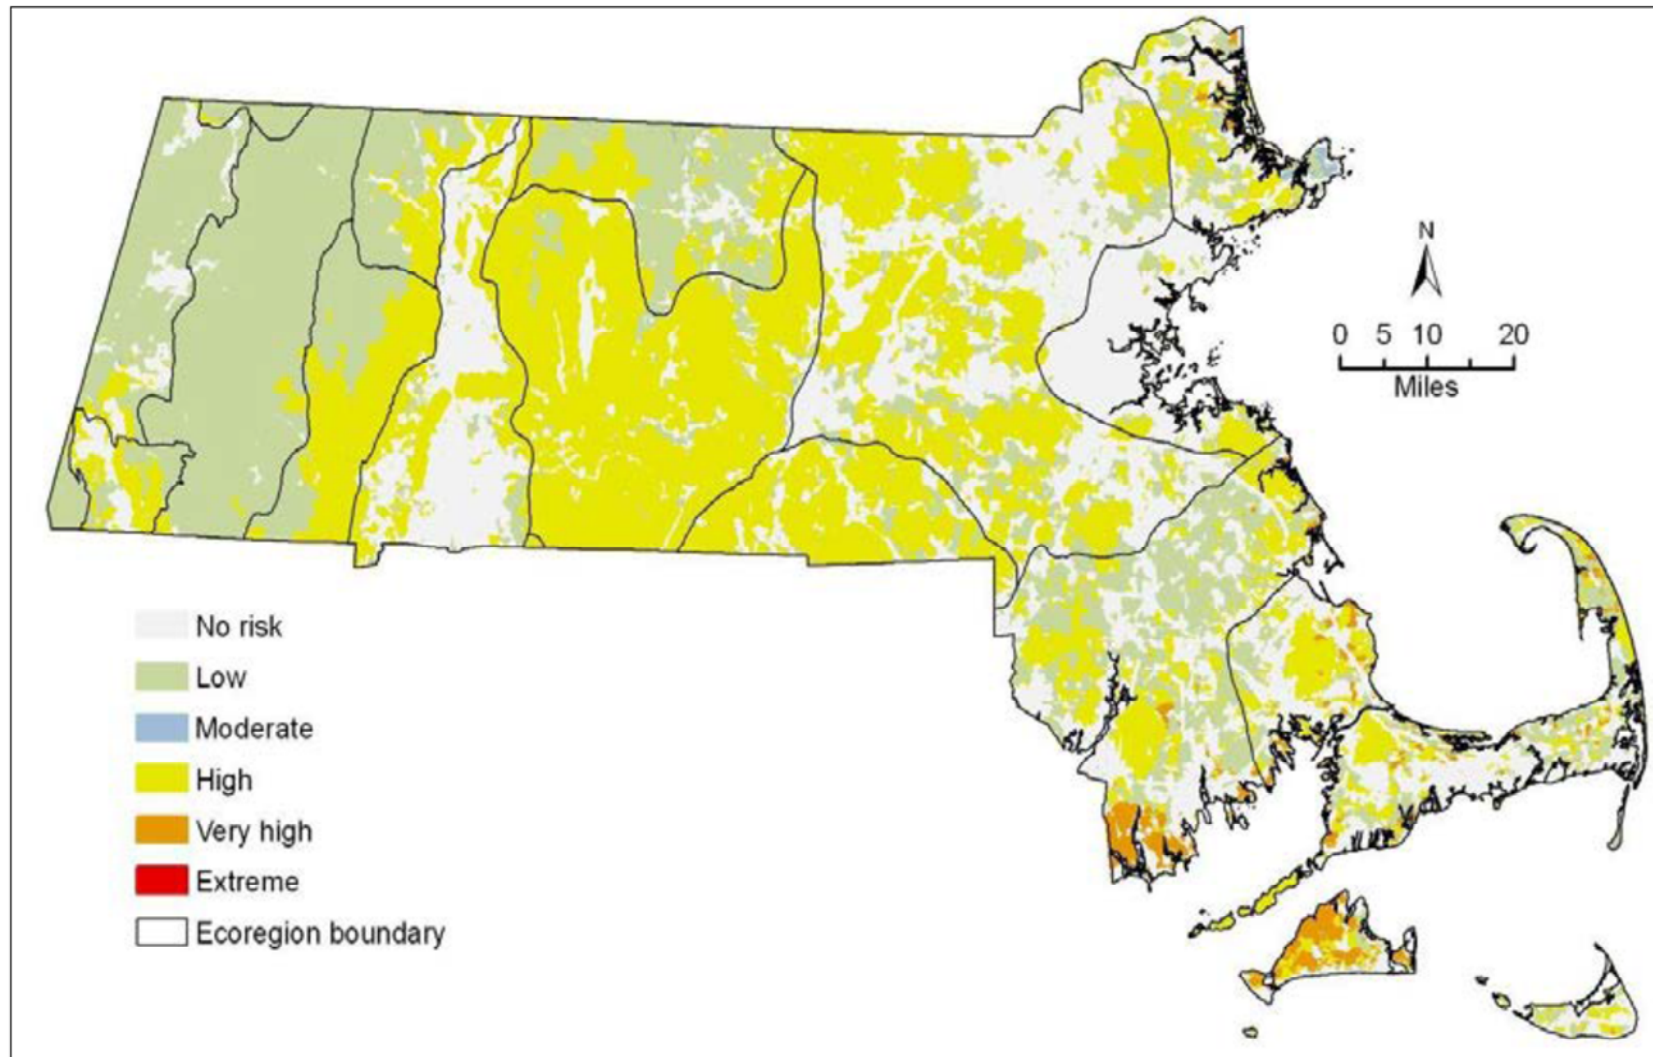 N
0 5 10 20
Miles
No risk
Low
Moderate
High
Very high
Extreme
Ecoregion boundary